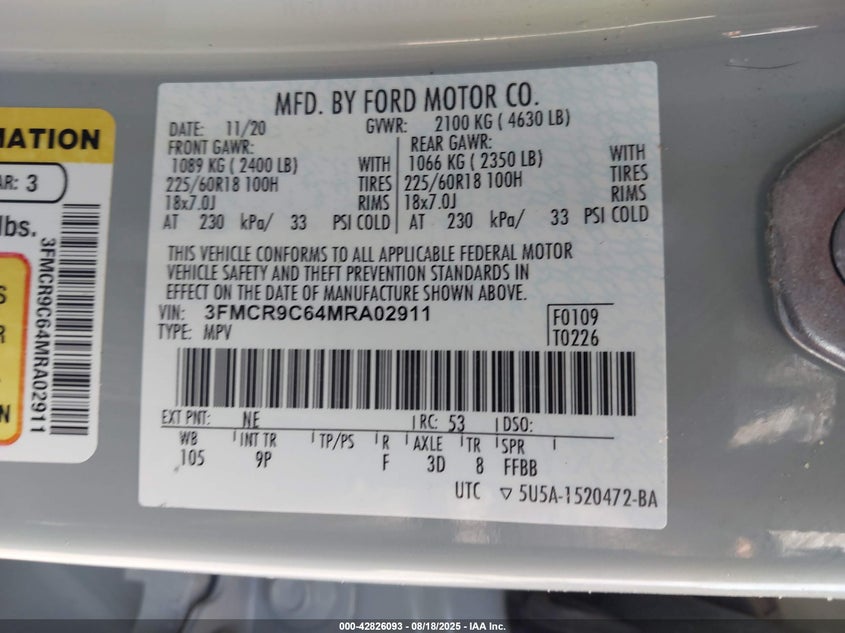 MFD. BY FORD MOTOR CO.
DATE: 11/20 GVWR: 2100 KG ( 4630 LB)
FRONT GAWR: REAR GAWR:
1089 KG ( 2400 LB) WITH 1066 KG ( 2350 LB) WITH
225/60R18 100H TIRES 225/60R18 100H TIRES
18x7.0J RIMS 18x7.0J RIMS
AT 230 kPa/ 33 PSI COLD AT 230 kPa/ 33 PSI COLD
THIS VEHICLE CONFORMS TO ALL APPLICABLE FEDERAL MOTOR
VEHICLE SAFETY AND THEFT PREVENTION STANDARDS IN
EFFECT ON THE DATE OF MANUFACTURE SHOWN ABOVE.
VIN: 3FMCR9C64MRA02911 F0109
TYPE: MPV T0226
EXT PNT: NE RC: 53 DSO:
WB INT TR TP/PS R AXLE TR SPR
105 9P F 3D 8 FFBB
UTC ▽ 5U5A-1520472-BA
MATION
AR: 3
lbs.
3FMCR9C64MRA02911
S
R
N
000-42826093 | 08/18/2025 - IAA Inc.